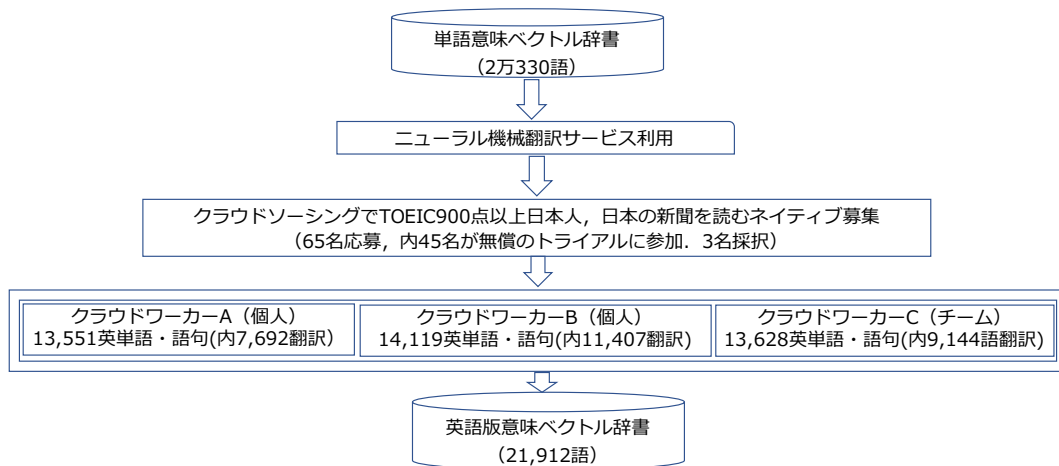 単語意味ベクトル辞書
（2万330語）
ニューラル機械翻訳サービス利用
クラウドソーシングでTOEIC900点以上日本人，日本の新聞を読むネイティブ募集
（65名応募，内45名が無償のトライアルに参加．3名採択）
クラウドワーカーA（個人）
13,551英単語・語句(内7,692翻訳）
クラウドワーカーB（個人）
14,119英単語・語句(内11,407翻訳)
クラウドワーカーC（チーム）
13,628英単語・語句(内9,144語翻訳)
英語版意味ベクトル辞書
（21,912語）